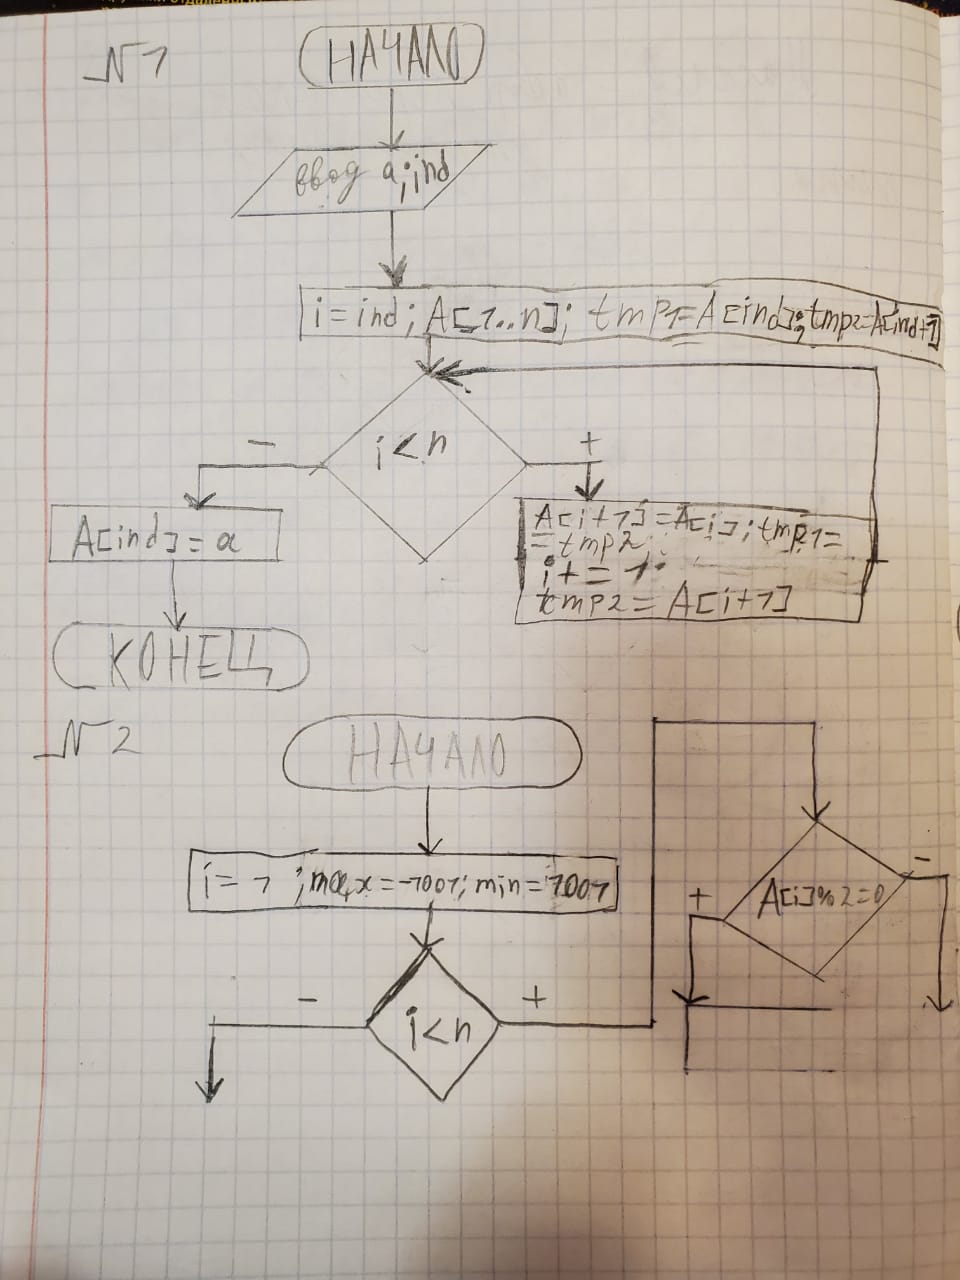 №1
НАЧАЛО
ввод a; ind
i = ind; A[1..n]; tmp1=A[ind]; tmp2=A[ind+1]
i < n
-
+
A[i+1]=A[i]; tmp1=
=tmp2;
i += 1;
tmp2 = A[i+1]
A[ind] = a
КОНЕЦ
№2
НАЧАЛО
i = 1 ; max = -1001; min = 1001
i < n
-
+
A[i]%2=0
+
-